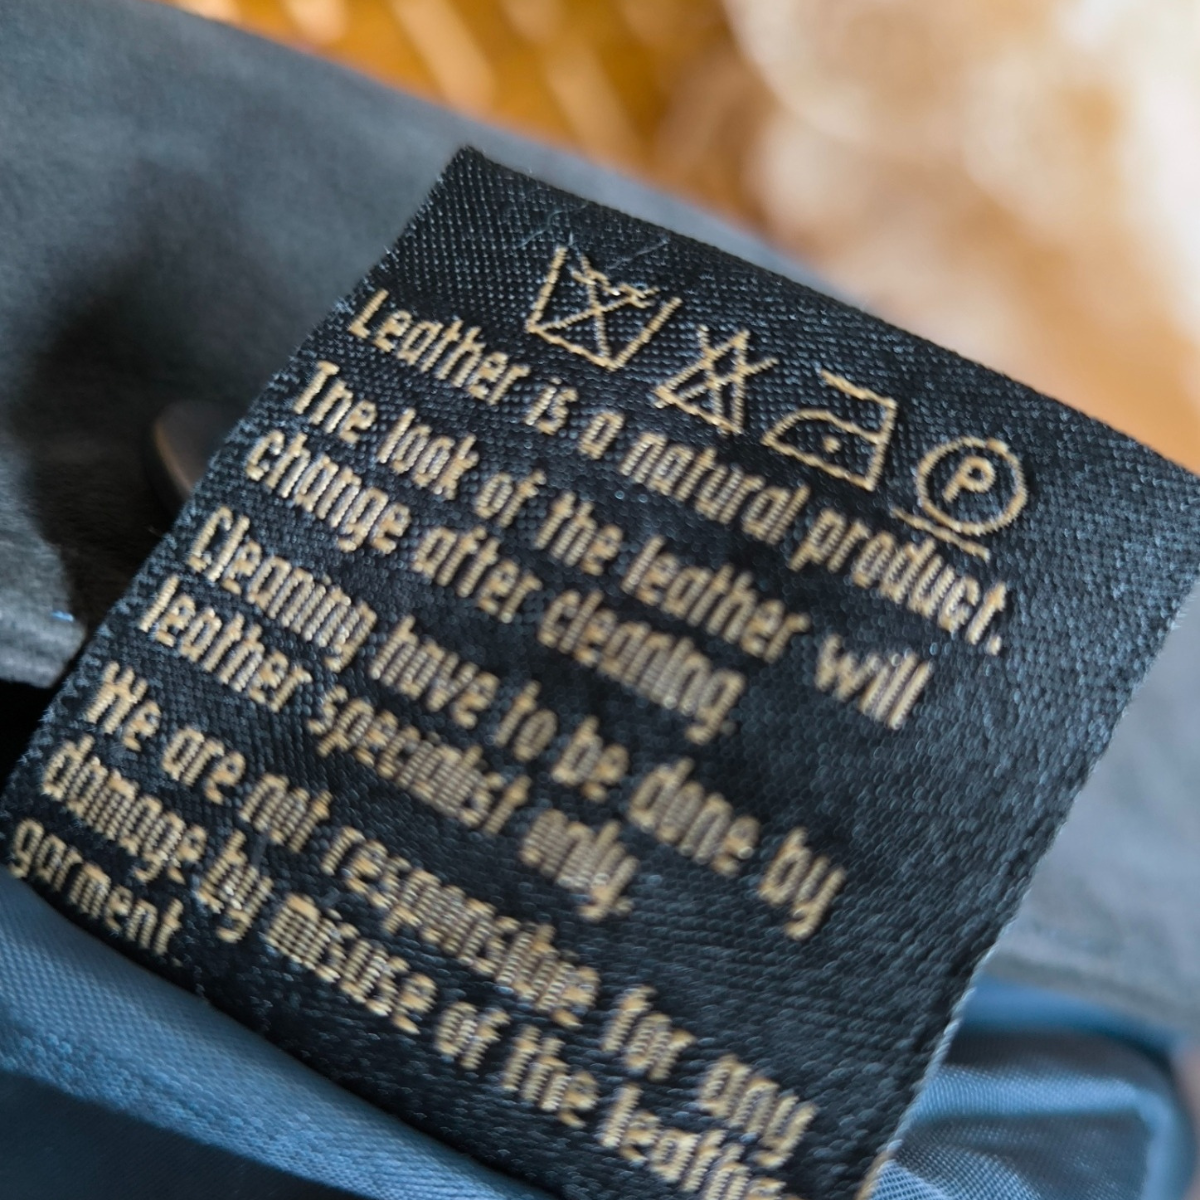 P
Leather is a natural product.
The look of the leather will
change after cleaning.
Cleaning have to be done by
leather specialist only.
We are not responsible for any
damage by misuse of the leather
garment